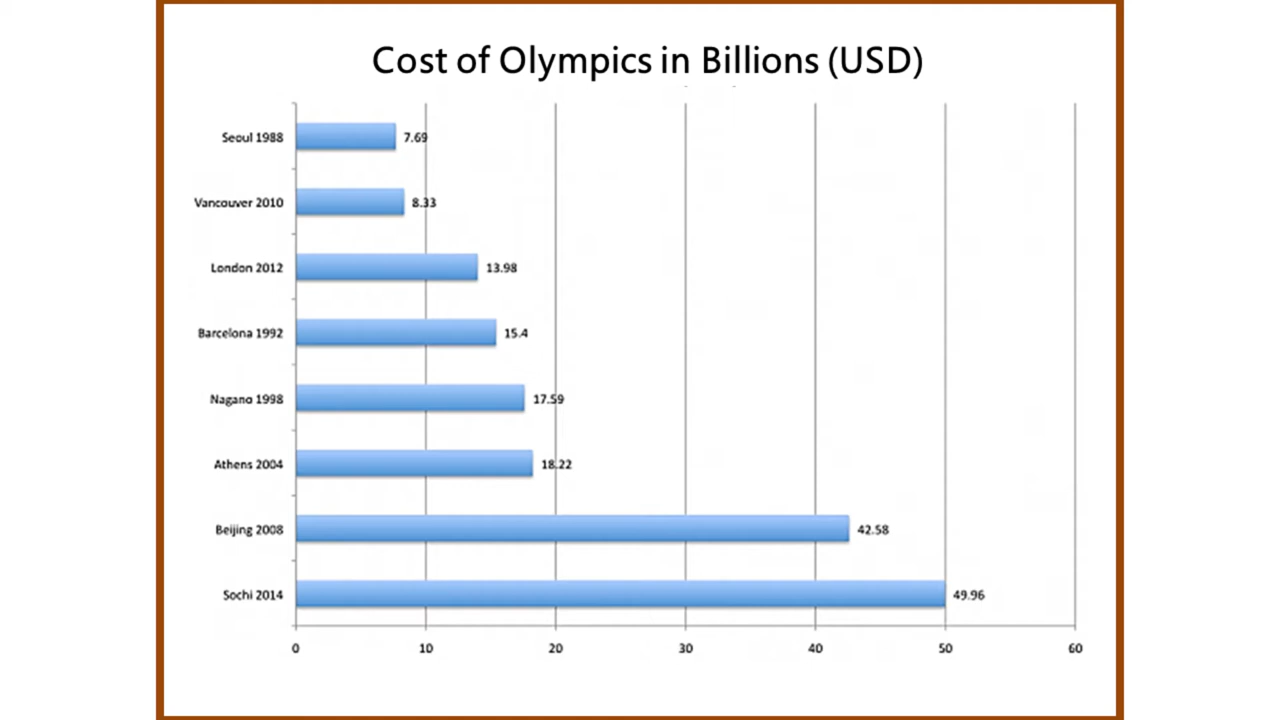 Cost of Olympics in Billions (USD)
Seoul 1988 7.69
Vancouver 2010 8.33
London 2012 13.98
Barcelona 1992 15.4
Nagano 1998 17.59
Athens 2004 18.22
Beijing 2008 42.58
Sochi 2014 49.96
0 10 20 30 40 50 60